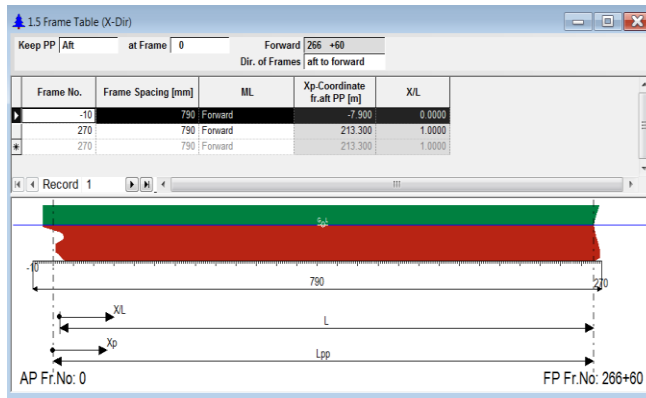 1.5 Frame Table (X-Dir)
Keep PP Aft at Frame 0 Forward 266 +60
Dir. of Frames aft to forward
Frame No. Frame Spacing [mm] ML Xp-Coordinate fr.aft PP [m] X/L
-10 790 Forward -7.900 0.0000
270 790 Forward 213.300 1.0000
270 790 Forward 213.300 1.0000
Record 1
-10 270
790
X/L
L
Xp
Lpp
AP Fr.No: 0 FP Fr.No: 266+60